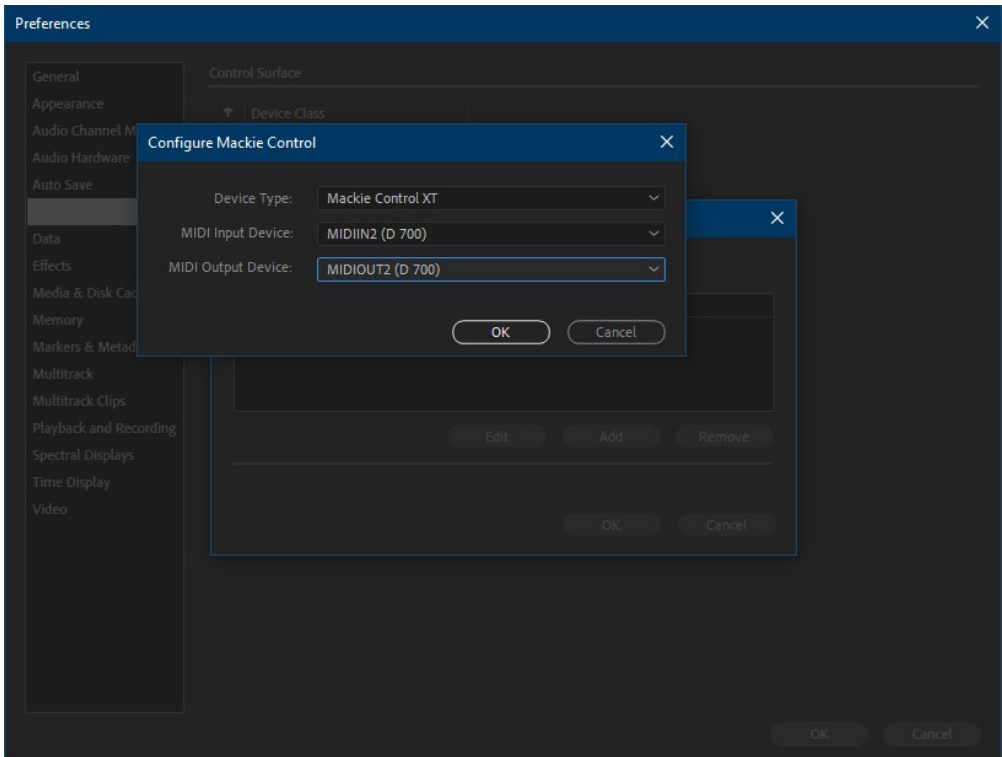 Preferences
General
Appearance
Audio Channel M
Audio Hardware
Auto Save
Data
Effects
Media & Disk Cac
Memory
Markers & Metad
Multitrack
Multitrack Clips
Playback and Recording
Spectral Displays
Time Display
Video
Control Surface
Device Class
Configure Mackie Control
Device Type: Mackie Control XT
MIDI Input Device: MIDIIN2 (D 700)
MIDI Output Device: MIDIOUT2 (D 700)
OK Cancel
Edit Add Remove
OK Cancel
OK Cancel